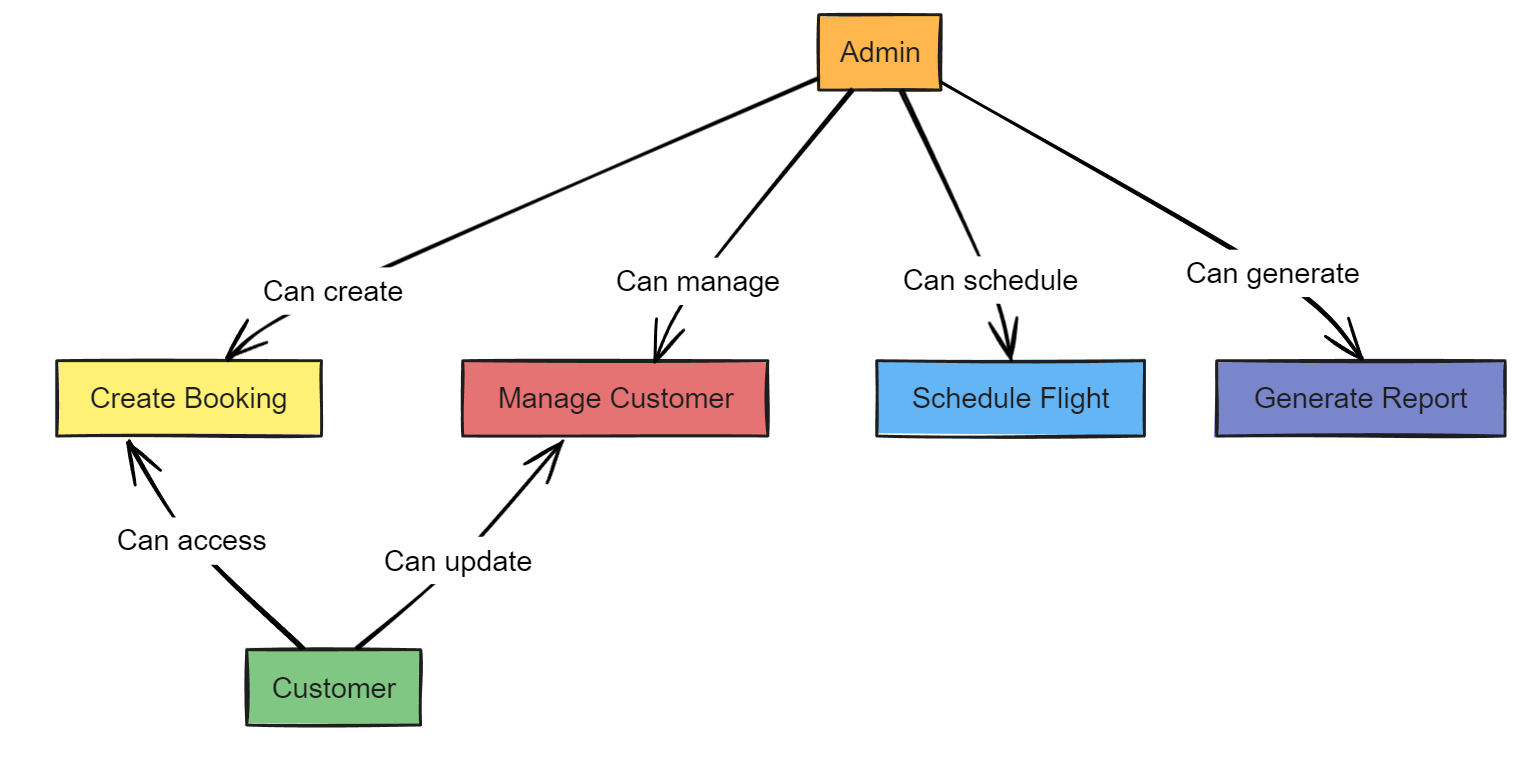 Admin
Can create
Can manage
Can schedule
Can generate
Create Booking
Manage Customer
Schedule Flight
Generate Report
Can access
Can update
Customer